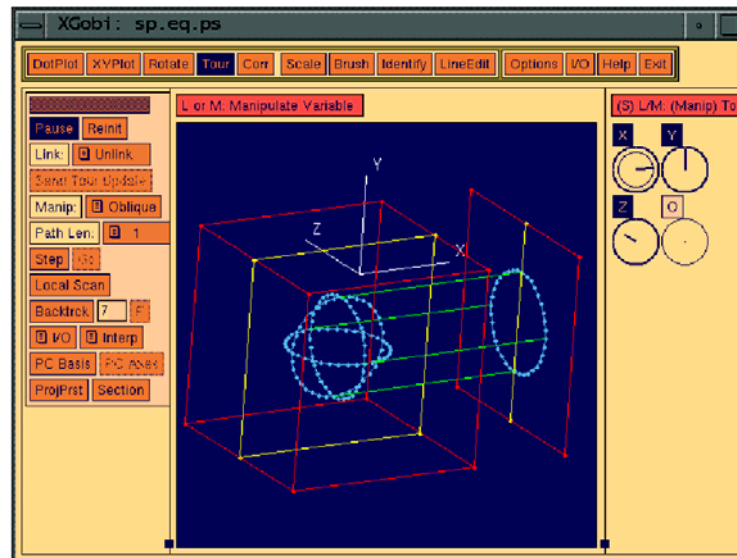 XGobi: sp.eq.ps
DotPlot XYPlot Rotate Tour Corr Scale Brush Identify LineEdit Options I/O Help Exit
L or M: Manipulate Variable
(S) L/M: (Manip) To
Pause Reinit
Link: Unlink
Send Tour Update
Manip: Oblique
Path Len: 1
Step Go
Local Scan
Backtrck 7 F
I/O Interp
PC Basis PC Axes
ProjPrst Section
Y
Z
X
X Y
Z O